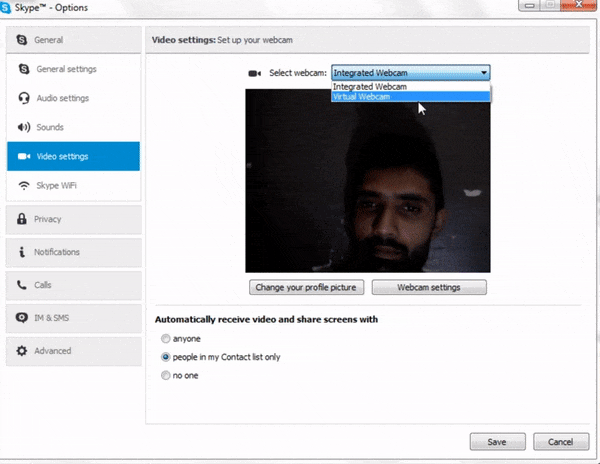 Skype™ - Options
General
General settings
Audio settings
Sounds
Video settings
Skype WiFi
Privacy
Notifications
Calls
IM & SMS
Advanced
Video settings: Set up your webcam
Select webcam: Integrated Webcam
Integrated Webcam
Virtual Webcam
Change your profile picture
Webcam settings
Automatically receive video and share screens with
anyone
people in my Contact list only
no one
Save
Cancel